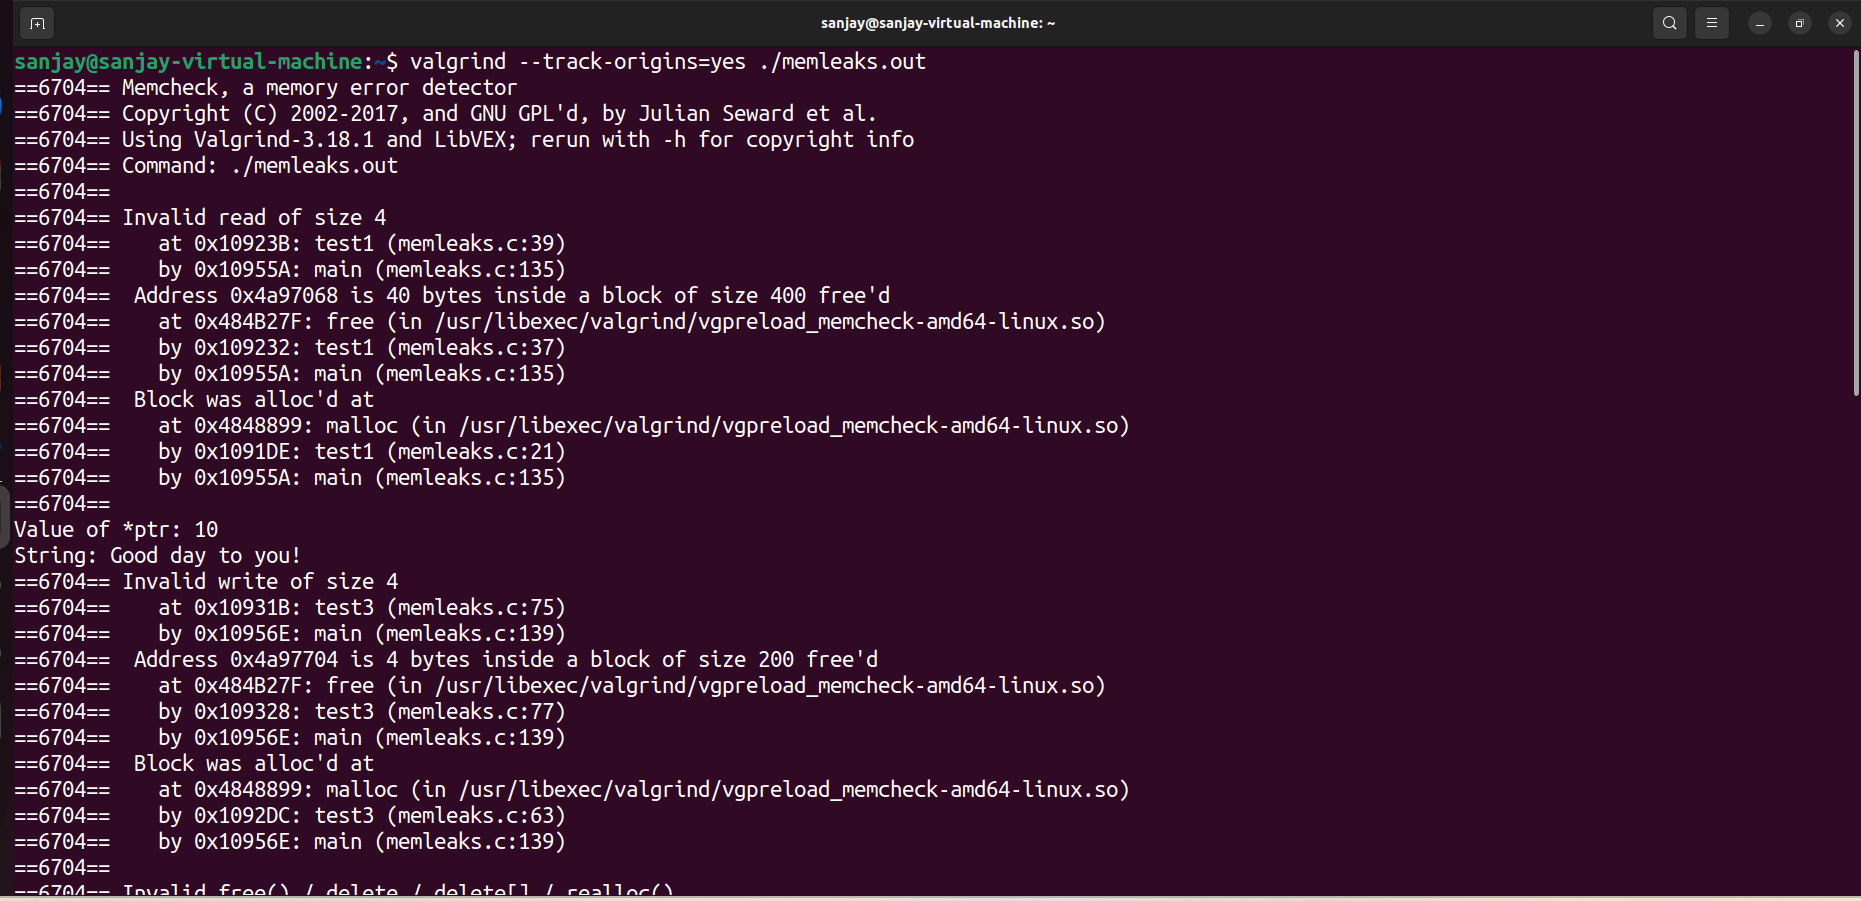 sanjay@sanjay-virtual-machine: ~
sanjay@sanjay-virtual-machine:~$ valgrind --track-origins=yes ./memleaks.out
==6704== Memcheck, a memory error detector
==6704== Copyright (C) 2002-2017, and GNU GPL'd, by Julian Seward et al.
==6704== Using Valgrind-3.18.1 and LibVEX; rerun with -h for copyright info
==6704== Command: ./memleaks.out
==6704==
==6704== Invalid read of size 4
==6704==    at 0x10923B: test1 (memleaks.c:39)
==6704==    by 0x10955A: main (memleaks.c:135)
==6704==  Address 0x4a97068 is 40 bytes inside a block of size 400 free'd
==6704==    at 0x484B27F: free (in /usr/libexec/valgrind/vgpreload_memcheck-amd64-linux.so)
==6704==    by 0x109232: test1 (memleaks.c:37)
==6704==    by 0x10955A: main (memleaks.c:135)
==6704==  Block was alloc'd at
==6704==    at 0x4848899: malloc (in /usr/libexec/valgrind/vgpreload_memcheck-amd64-linux.so)
==6704==    by 0x1091DE: test1 (memleaks.c:21)
==6704==    by 0x10955A: main (memleaks.c:135)
==6704==
Value of *ptr: 10
String: Good day to you!
==6704== Invalid write of size 4
==6704==    at 0x10931B: test3 (memleaks.c:75)
==6704==    by 0x10956E: main (memleaks.c:139)
==6704==  Address 0x4a97704 is 4 bytes inside a block of size 200 free'd
==6704==    at 0x484B27F: free (in /usr/libexec/valgrind/vgpreload_memcheck-amd64-linux.so)
==6704==    by 0x109328: test3 (memleaks.c:77)
==6704==    by 0x10956E: main (memleaks.c:139)
==6704==  Block was alloc'd at
==6704==    at 0x4848899: malloc (in /usr/libexec/valgrind/vgpreload_memcheck-amd64-linux.so)
==6704==    by 0x1092DC: test3 (memleaks.c:63)
==6704==    by 0x10956E: main (memleaks.c:139)
==6704==
==6704== Invalid free() / delete / delete[] / realloc()